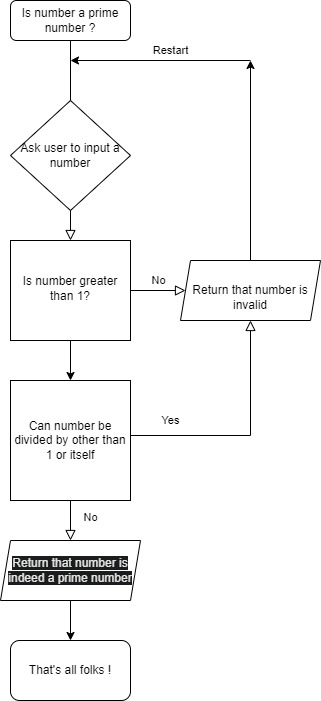 Is number a prime
number ?
Restart
Ask user to input a
number
Is number greater
than 1?
No
Return that number is
invalid
Can number be
divided by other than
1 or itself
Yes
No
Return that number is
indeed a prime number
That's all folks !